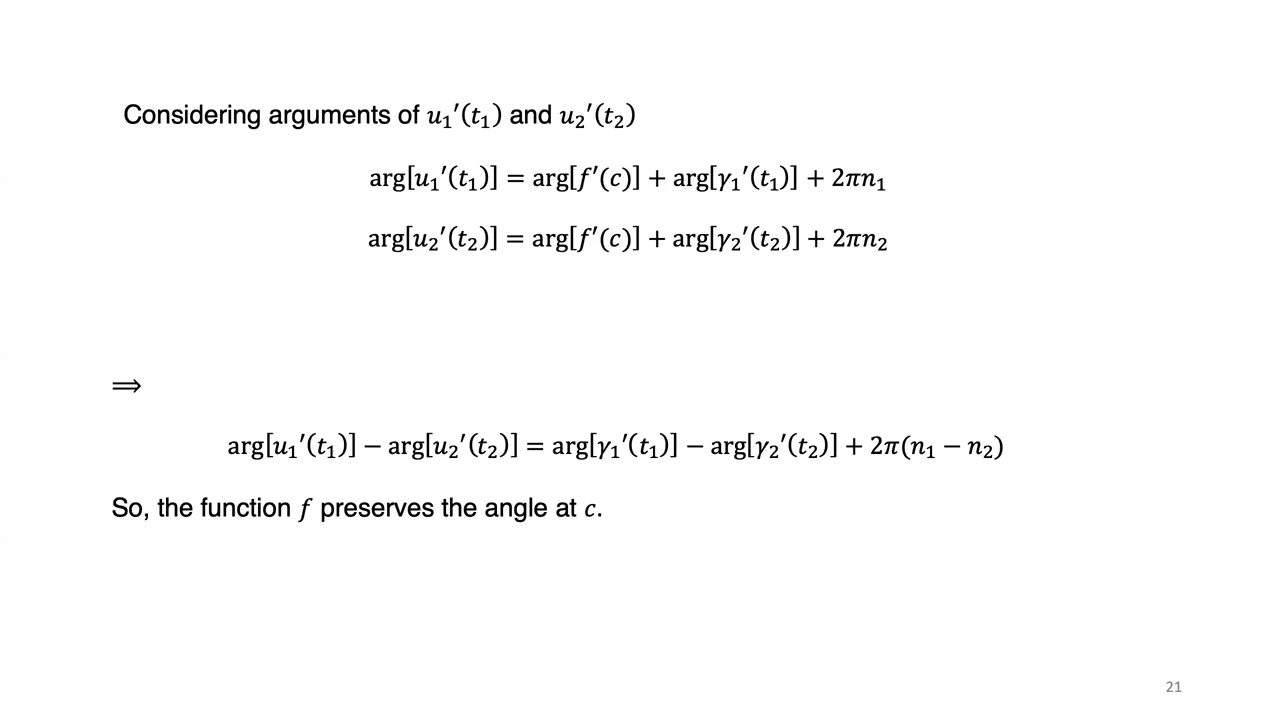 Considering arguments of 𝑢₁′(𝑡₁) and 𝑢₂′(𝑡₂)
arg[𝑢₁′(𝑡₁)] = arg[𝑓′(𝑐)] + arg[𝛾₁′(𝑡₁)] + 2𝜋𝑛₁
arg[𝑢₂′(𝑡₂)] = arg[𝑓′(𝑐)] + arg[𝛾₂′(𝑡₂)] + 2𝜋𝑛₂
⟹
arg[𝑢₁′(𝑡₁)] − arg[𝑢₂′(𝑡₂)] = arg[𝛾₁′(𝑡₁)] − arg[𝛾₂′(𝑡₂)] + 2𝜋(𝑛₁ − 𝑛₂)
So, the function 𝑓 preserves the angle at 𝑐.
21